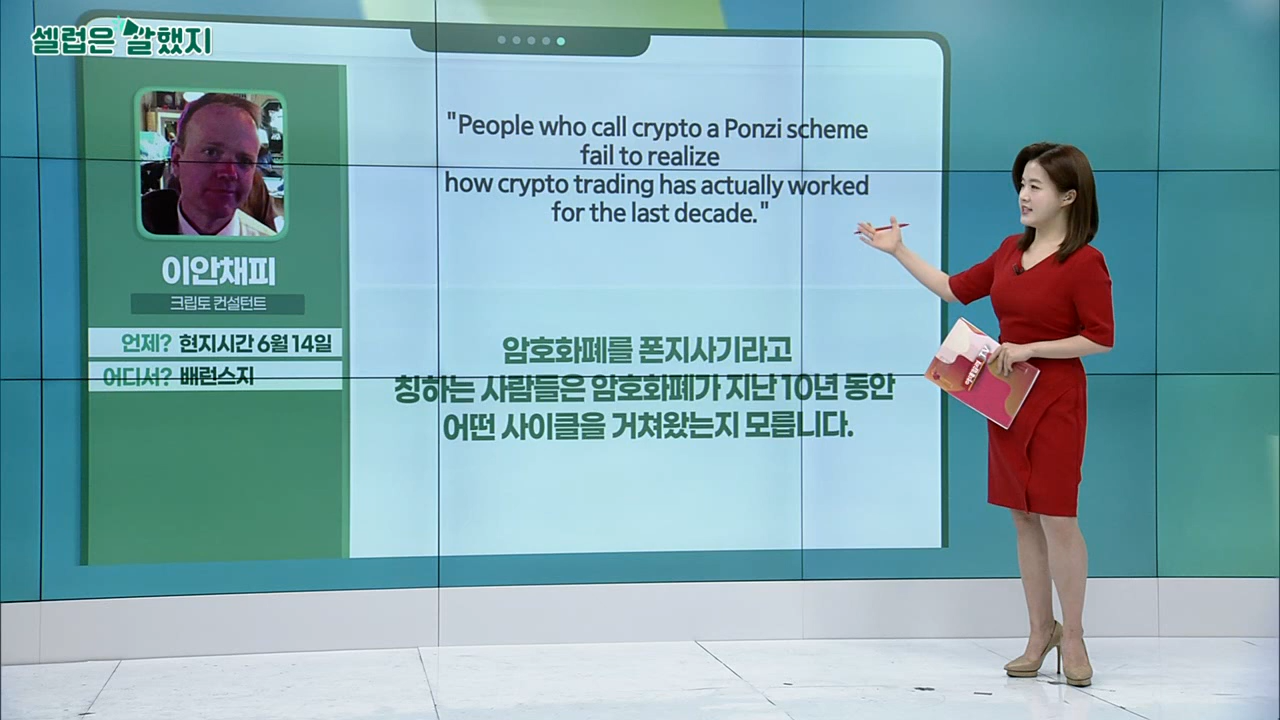 셀럽은 말했지
"People who call crypto a Ponzi scheme
fail to realize
how crypto trading has actually worked
for the last decade."
이안채피
크립토 컨설턴트
언제? 현지시간 6월 14일
어디서? 배런스지
암호화폐를 폰지사기라고
칭하는 사람들은 암호화폐가 지난 10년 동안
어떤 사이클을 거쳐왔는지 모릅니다.